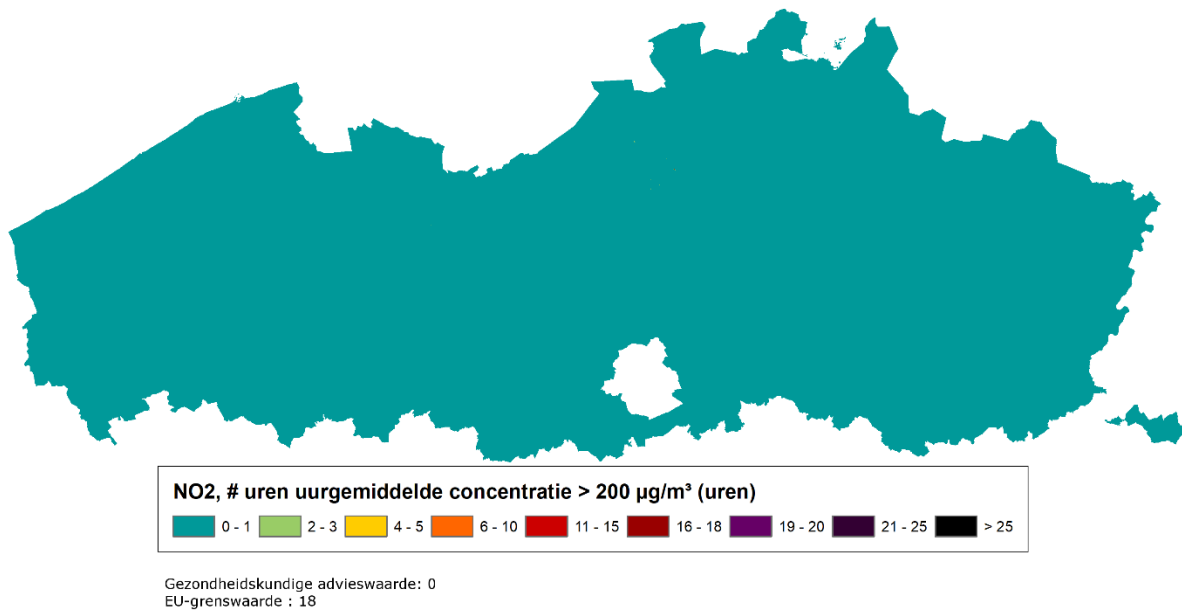 NO2, # uren uurgemiddelde concentratie > 200 µg/m³ (uren)
0 - 1 2 - 3 4 - 5 6 - 10 11 - 15 16 - 18 19 - 20 21 - 25 > 25
Gezondheidskundige advieswaarde: 0
EU-grenswaarde : 18